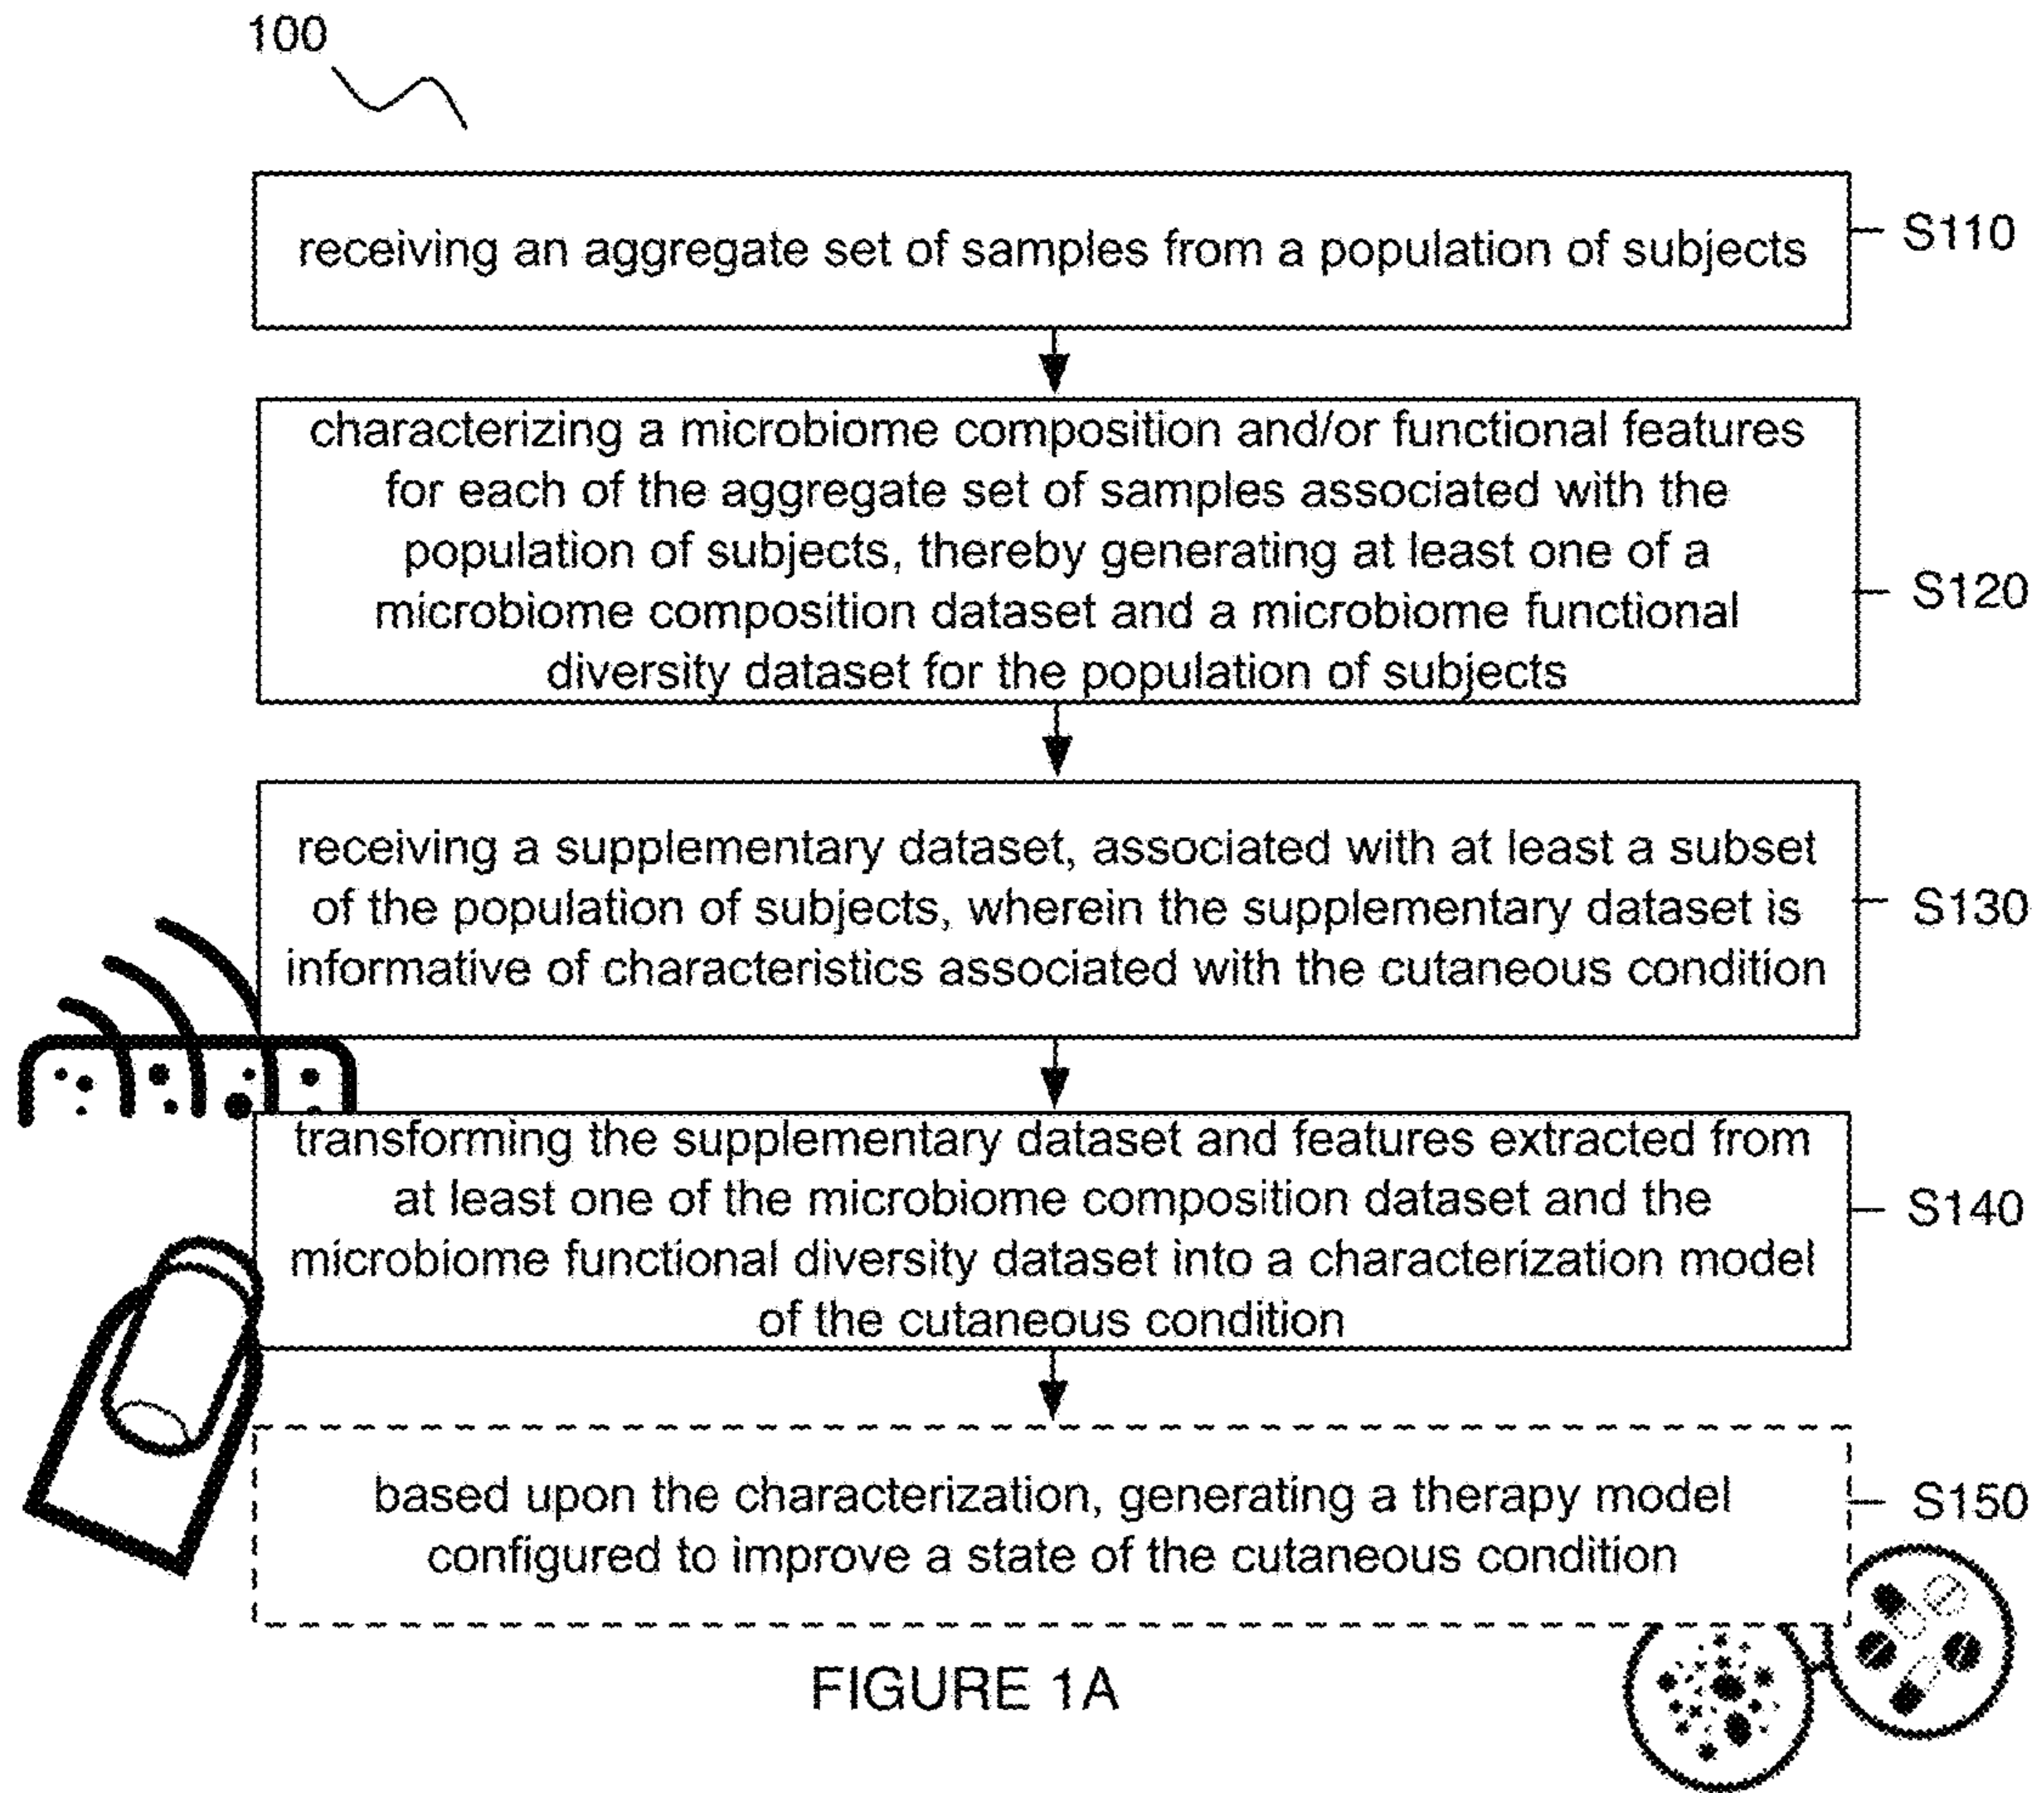 100
receiving an aggregate set of samples from a population of subjects
S110
characterizing a microbiome composition and/or functional features
for each of the aggregate set of samples associated with the
population of subjects, thereby generating at least one of a
microbiome composition dataset and a microbiome functional
diversity dataset for the population of subjects
S120
receiving a supplementary dataset, associated with at least a subset
of the population of subjects, wherein the supplementary dataset is
informative of characteristics associated with the cutaneous condition
S130
transforming the supplementary dataset and features extracted from
at least one of the microbiome composition dataset and the
microbiome functional diversity dataset into a characterization model
of the cutaneous condition
S140
based upon the characterization, generating a therapy model
configured to improve a state of the cutaneous condition
S150
FIGURE 1A